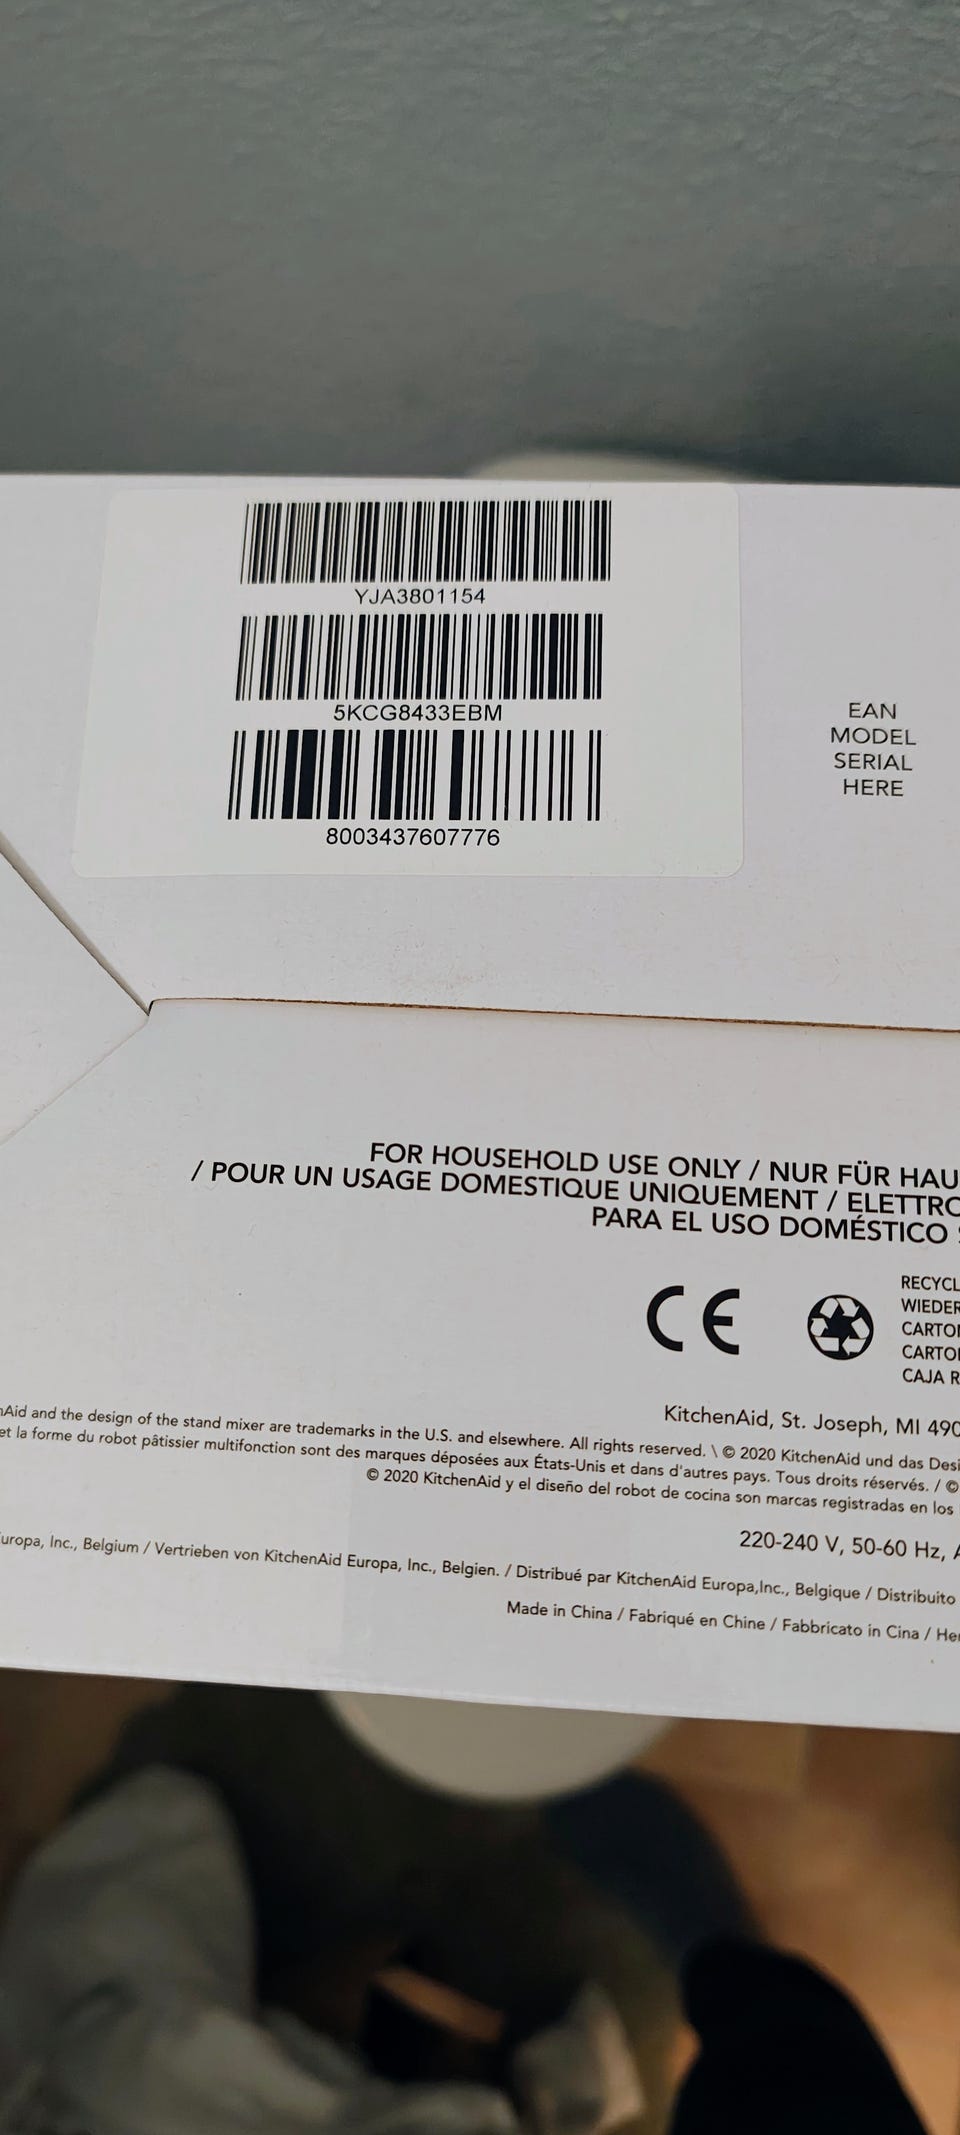 YJA3801154
5KCG8433EBM
8003437607776
EAN
MODEL
SERIAL
HERE
FOR HOUSEHOLD USE ONLY / NUR FÜR
/ POUR UN USAGE DOMESTIQUE UNIQUEMENT /
PARA EL USO DOMÉSTICO
CE
RECYCL
WIEDER
CARTO
CARTO
CAJA R
KitchenAid, St. Joseph, MI
and the design of the stand mixer are trademarks in the U.S. and elsewhere. All rights reserved. \ © 2020 KitchenAid und das
et la forme du robot pâtissier multifonction sont des marques déposées aux États-Unis et dans d'autres pays. Tous droits réservés. / ©
© 2020 KitchenAid y el diseño del robot de cocina son marcas registradas en los
220-240 V, 50-60 Hz,
Inc., Belgium / Vertrieben von KitchenAid Europa, Inc., Belgien. / Distribué par KitchenAid Europa,Inc., Belgique / Distribuito
Made in China / Fabriqué en Chine / Fabbricato in Cina /